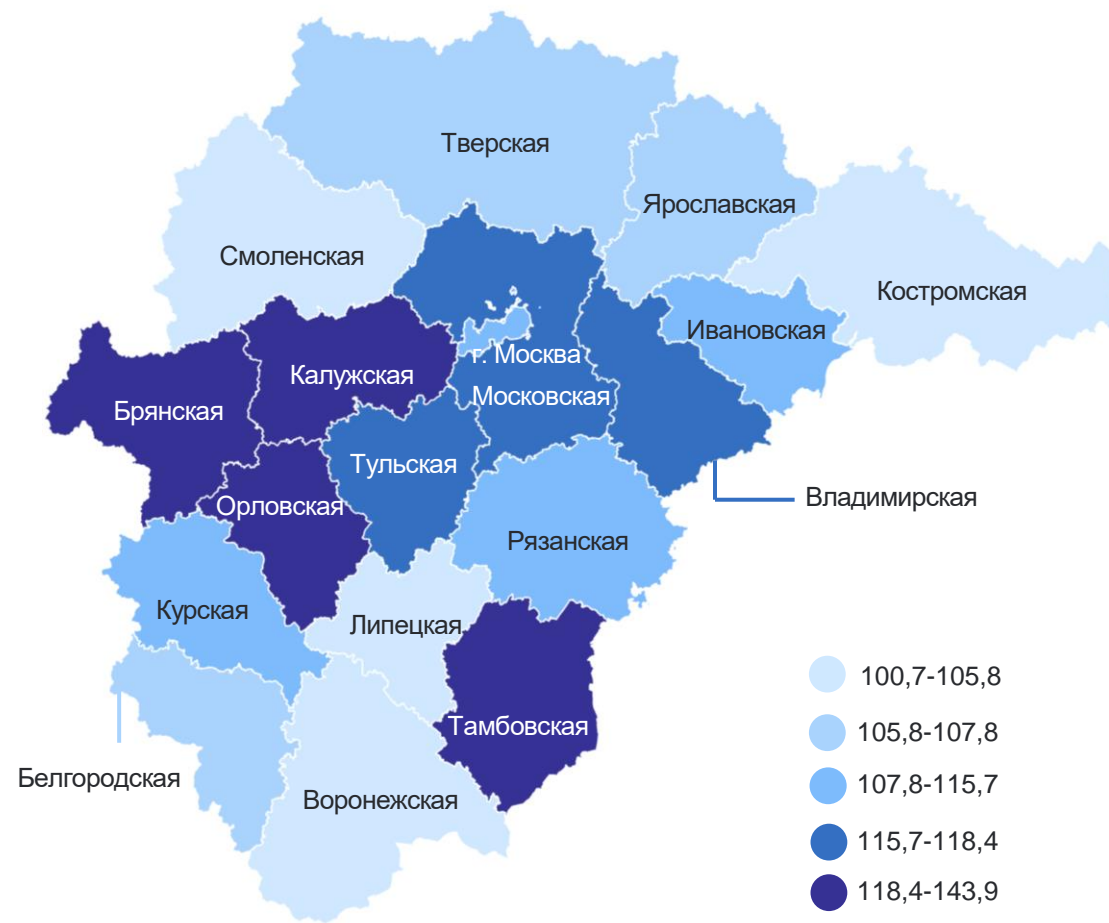 Тверская
Ярославская
Смоленская
Костромская
Ивановская
г. Москва
Калужская
Московская
Брянская
Тульская
Владимирская
Орловская
Рязанская
Курская
Липецкая
Тамбовская
Белгородская
Воронежская
100,7-105,8
105,8-107,8
107,8-115,7
115,7-118,4
118,4-143,9